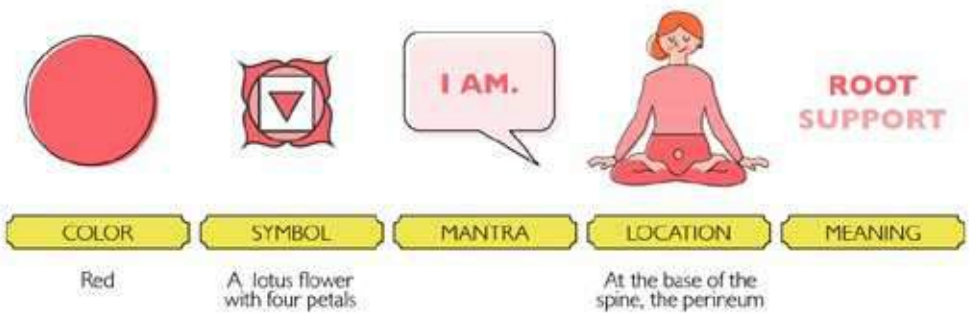 I AM.
ROOT
SUPPORT
COLOR
SYMBOL
MANTRA
LOCATION
MEANING
Red
A lotus flower
with four petals
At the base of the
spine, the perineum